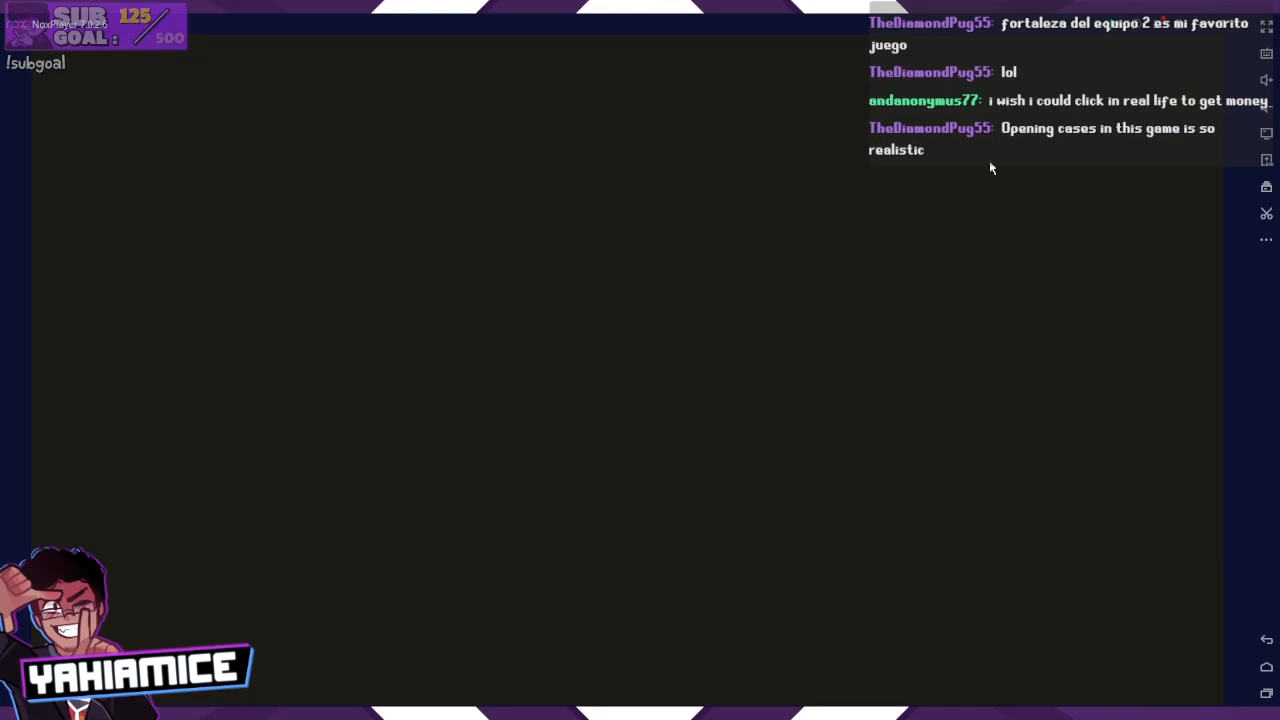 NoxPlayer 7.0.2.6
SUB 125
GOAL : 500
!subgoal
TheDiamondPug55: fortaleza del equipo 2 es mi favorito
juego
TheDiamondPug55: lol
andanonymus77: i wish i could click in real life to get money
TheDiamondPug55: Opening cases in this game is so
realistic
YAHIAMICE